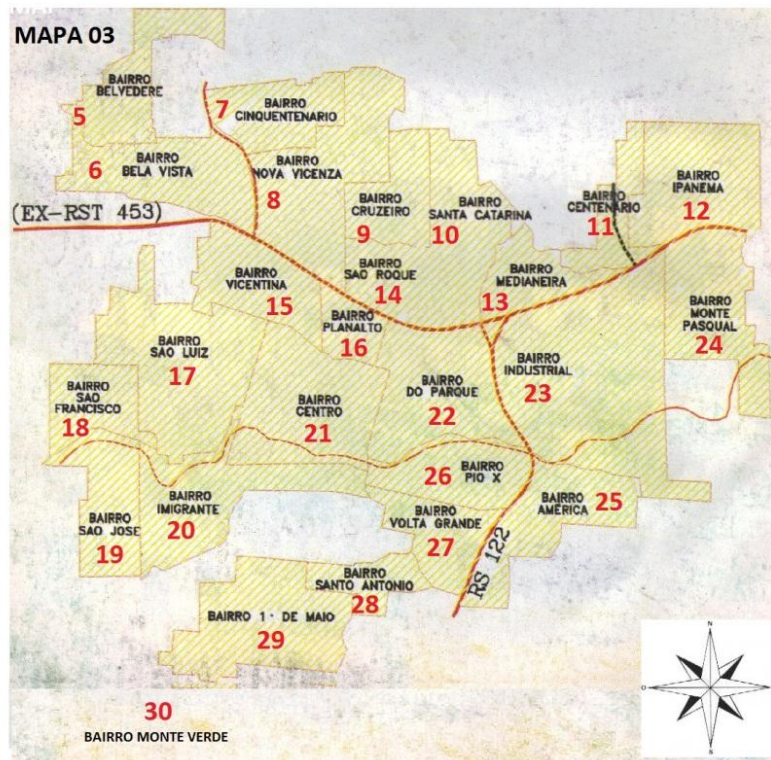 MAPA 03
BAIRRO
BELVEDERE
5
7
BAIRRO
CINQUENTENARIO
6
BAIRRO
BELA VISTA
BAIRRO
NOVA VICENZA
8
BAIRRO
CRUZEIRO
9
BAIRRO
SANTA CATARINA
10
BAIRRO
CENTENARIO
11
BAIRRO
IPANEMA
12
(EX-RST 453)
BAIRRO
VICENTINA
15
BAIRRO
SAO ROQUE
14
BAIRRO
MEDIANEIRA
13
BAIRRO
PLANALTO
16
BAIRRO
MONTE
PASQUAL
24
BAIRRO
SAO LUIZ
17
BAIRRO
INDUSTRIAL
23
BAIRRO
SAO
FRANCISCO
18
BAIRRO
CENTRO
21
BAIRRO
DO PARQUE
22
26
BAIRRO
PIO X
BAIRRO
IMIGRANTE
20
BAIRRO
SAO JOSE
19
BAIRRO
VOLTA GRANDE
27
BAIRRO
AMÉRICA
25
RS 122
BAIRRO
SANTO ANTONIO
28
BAIRRO 1· DE MAIO
29
30
BAIRRO MONTE VERDE
N
O
S